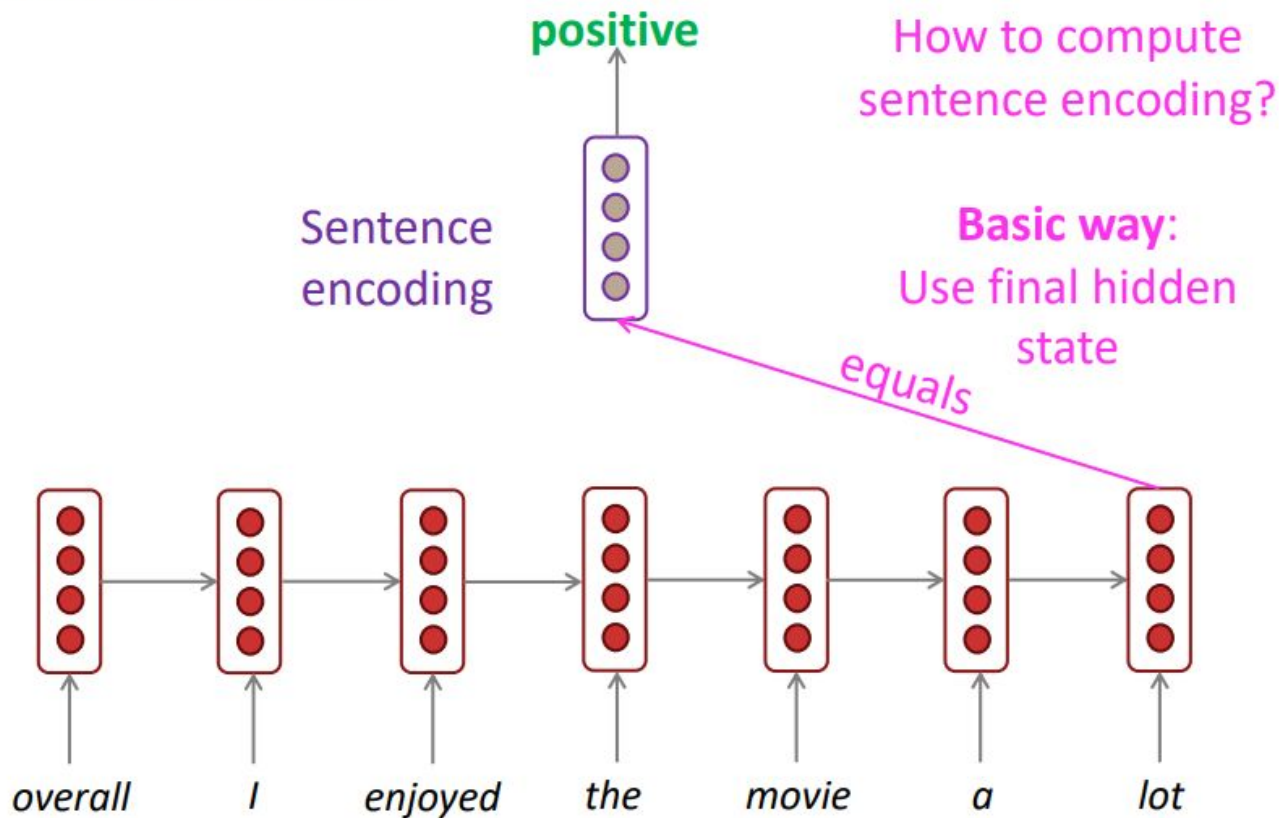 positive
How to compute
sentence encoding?
Sentence
encoding
Basic way:
Use final hidden
state
equals
overall I enjoyed the movie a lot